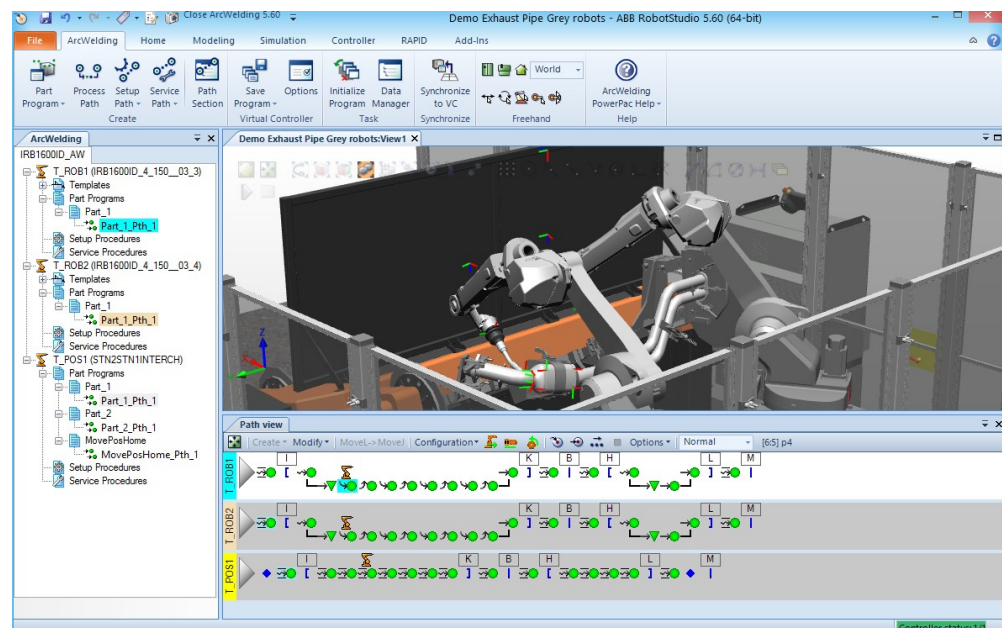 Close ArcWelding 5.60
Demo Exhaust Pipe Grey robots - ABB RobotStudio 5.60 (64-bit)
File ArcWelding Home Modeling Simulation Controller RAPID Add-Ins
Part Program Process Path Setup Path Service Path Path Section Save Program Options Initialize Program Data Manager Synchronize to VC World ArcWelding PowerPac Help
Create Virtual Controller Task Synchronize Freehand Help
ArcWelding
Demo Exhaust Pipe Grey robots:View1
IRB1600ID_AW
T_ROB1 (IRB1600ID_4_150__03_3)
Templates
Part Programs
Part_1
Part_1_Pth_1
Setup Procedures
Service Procedures
T_ROB2 (IRB1600ID_4_150__03_4)
Templates
Part Programs
Part_1
Part_1_Pth_1
Setup Procedures
Service Procedures
T_POS1 (STN2STN1INTERCH)
Part Programs
Part_1
Part_1_Pth_1
Part_2
Part_2_Pth_1
MovePosHome
MovePosHome_Pth_1
Setup Procedures
Service Procedures
Z
Path view
Create Modify MoveL->MoveJ Configuration Options Normal [6:5] p4
T_ROB1
I K B H L M
T_ROB2
I K B H L M
T_POS1
I K B H L M
Controller status: 1/1